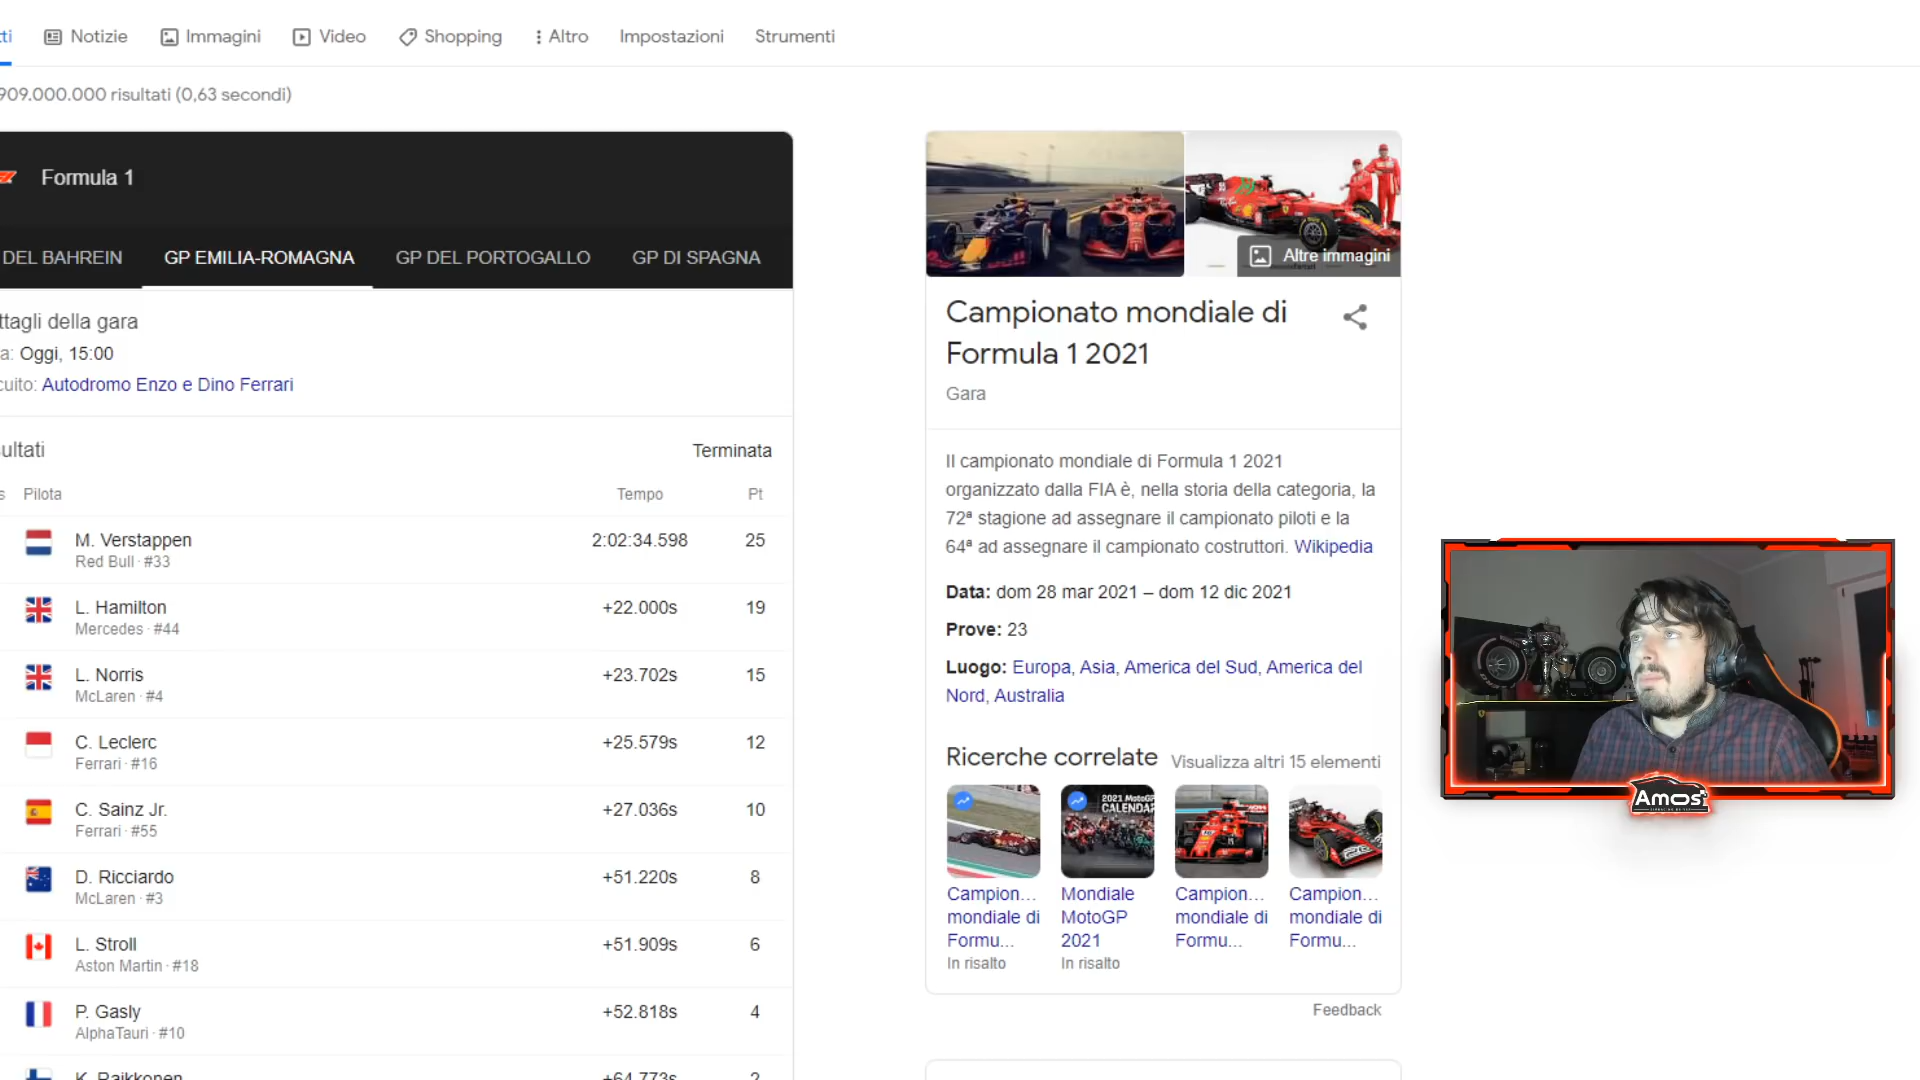 tti
Notizie
Immagini
Video
Shopping
Altro
Impostazioni
Strumenti
909.000.000 risultati (0,63 secondi)
Formula 1
DEL BAHREIN
GP EMILIA-ROMAGNA
GP DEL PORTOGALLO
GP DI SPAGNA
ttagli della gara
a: Oggi, 15:00
cuito: Autodromo Enzo e Dino Ferrari
ultati
Terminata
s Pilota Tempo Pt
M. Verstappen 2:02:34.598 25
Red Bull · #33
L. Hamilton +22.000s 19
Mercedes · #44
L. Norris +23.702s 15
McLaren · #4
C. Leclerc +25.579s 12
Ferrari · #16
C. Sainz Jr. +27.036s 10
Ferrari · #55
D. Ricciardo +51.220s 8
McLaren · #3
L. Stroll +51.909s 6
Aston Martin · #18
P. Gasly +52.818s 4
AlphaTauri · #10
K. Raikkonen +64.773s 2
Altre immagini
Campionato mondiale di
Formula 1 2021
Gara
Il campionato mondiale di Formula 1 2021
organizzato dalla FIA è, nella storia della categoria, la
72ª stagione ad assegnare il campionato piloti e la
64ª ad assegnare il campionato costruttori. Wikipedia
Data: dom 28 mar 2021 – dom 12 dic 2021
Prove: 23
Luogo: Europa, Asia, America del Sud, America del
Nord, Australia
Ricerche correlate
Visualizza altri 15 elementi
2021 MotoGP
CALENDAR
Campion...
mondiale di
Formu...
In risalto
Mondiale
MotoGP
2021
In risalto
Campion...
mondiale di
Formu...
Campion...
mondiale di
Formu...
Feedback
Amos